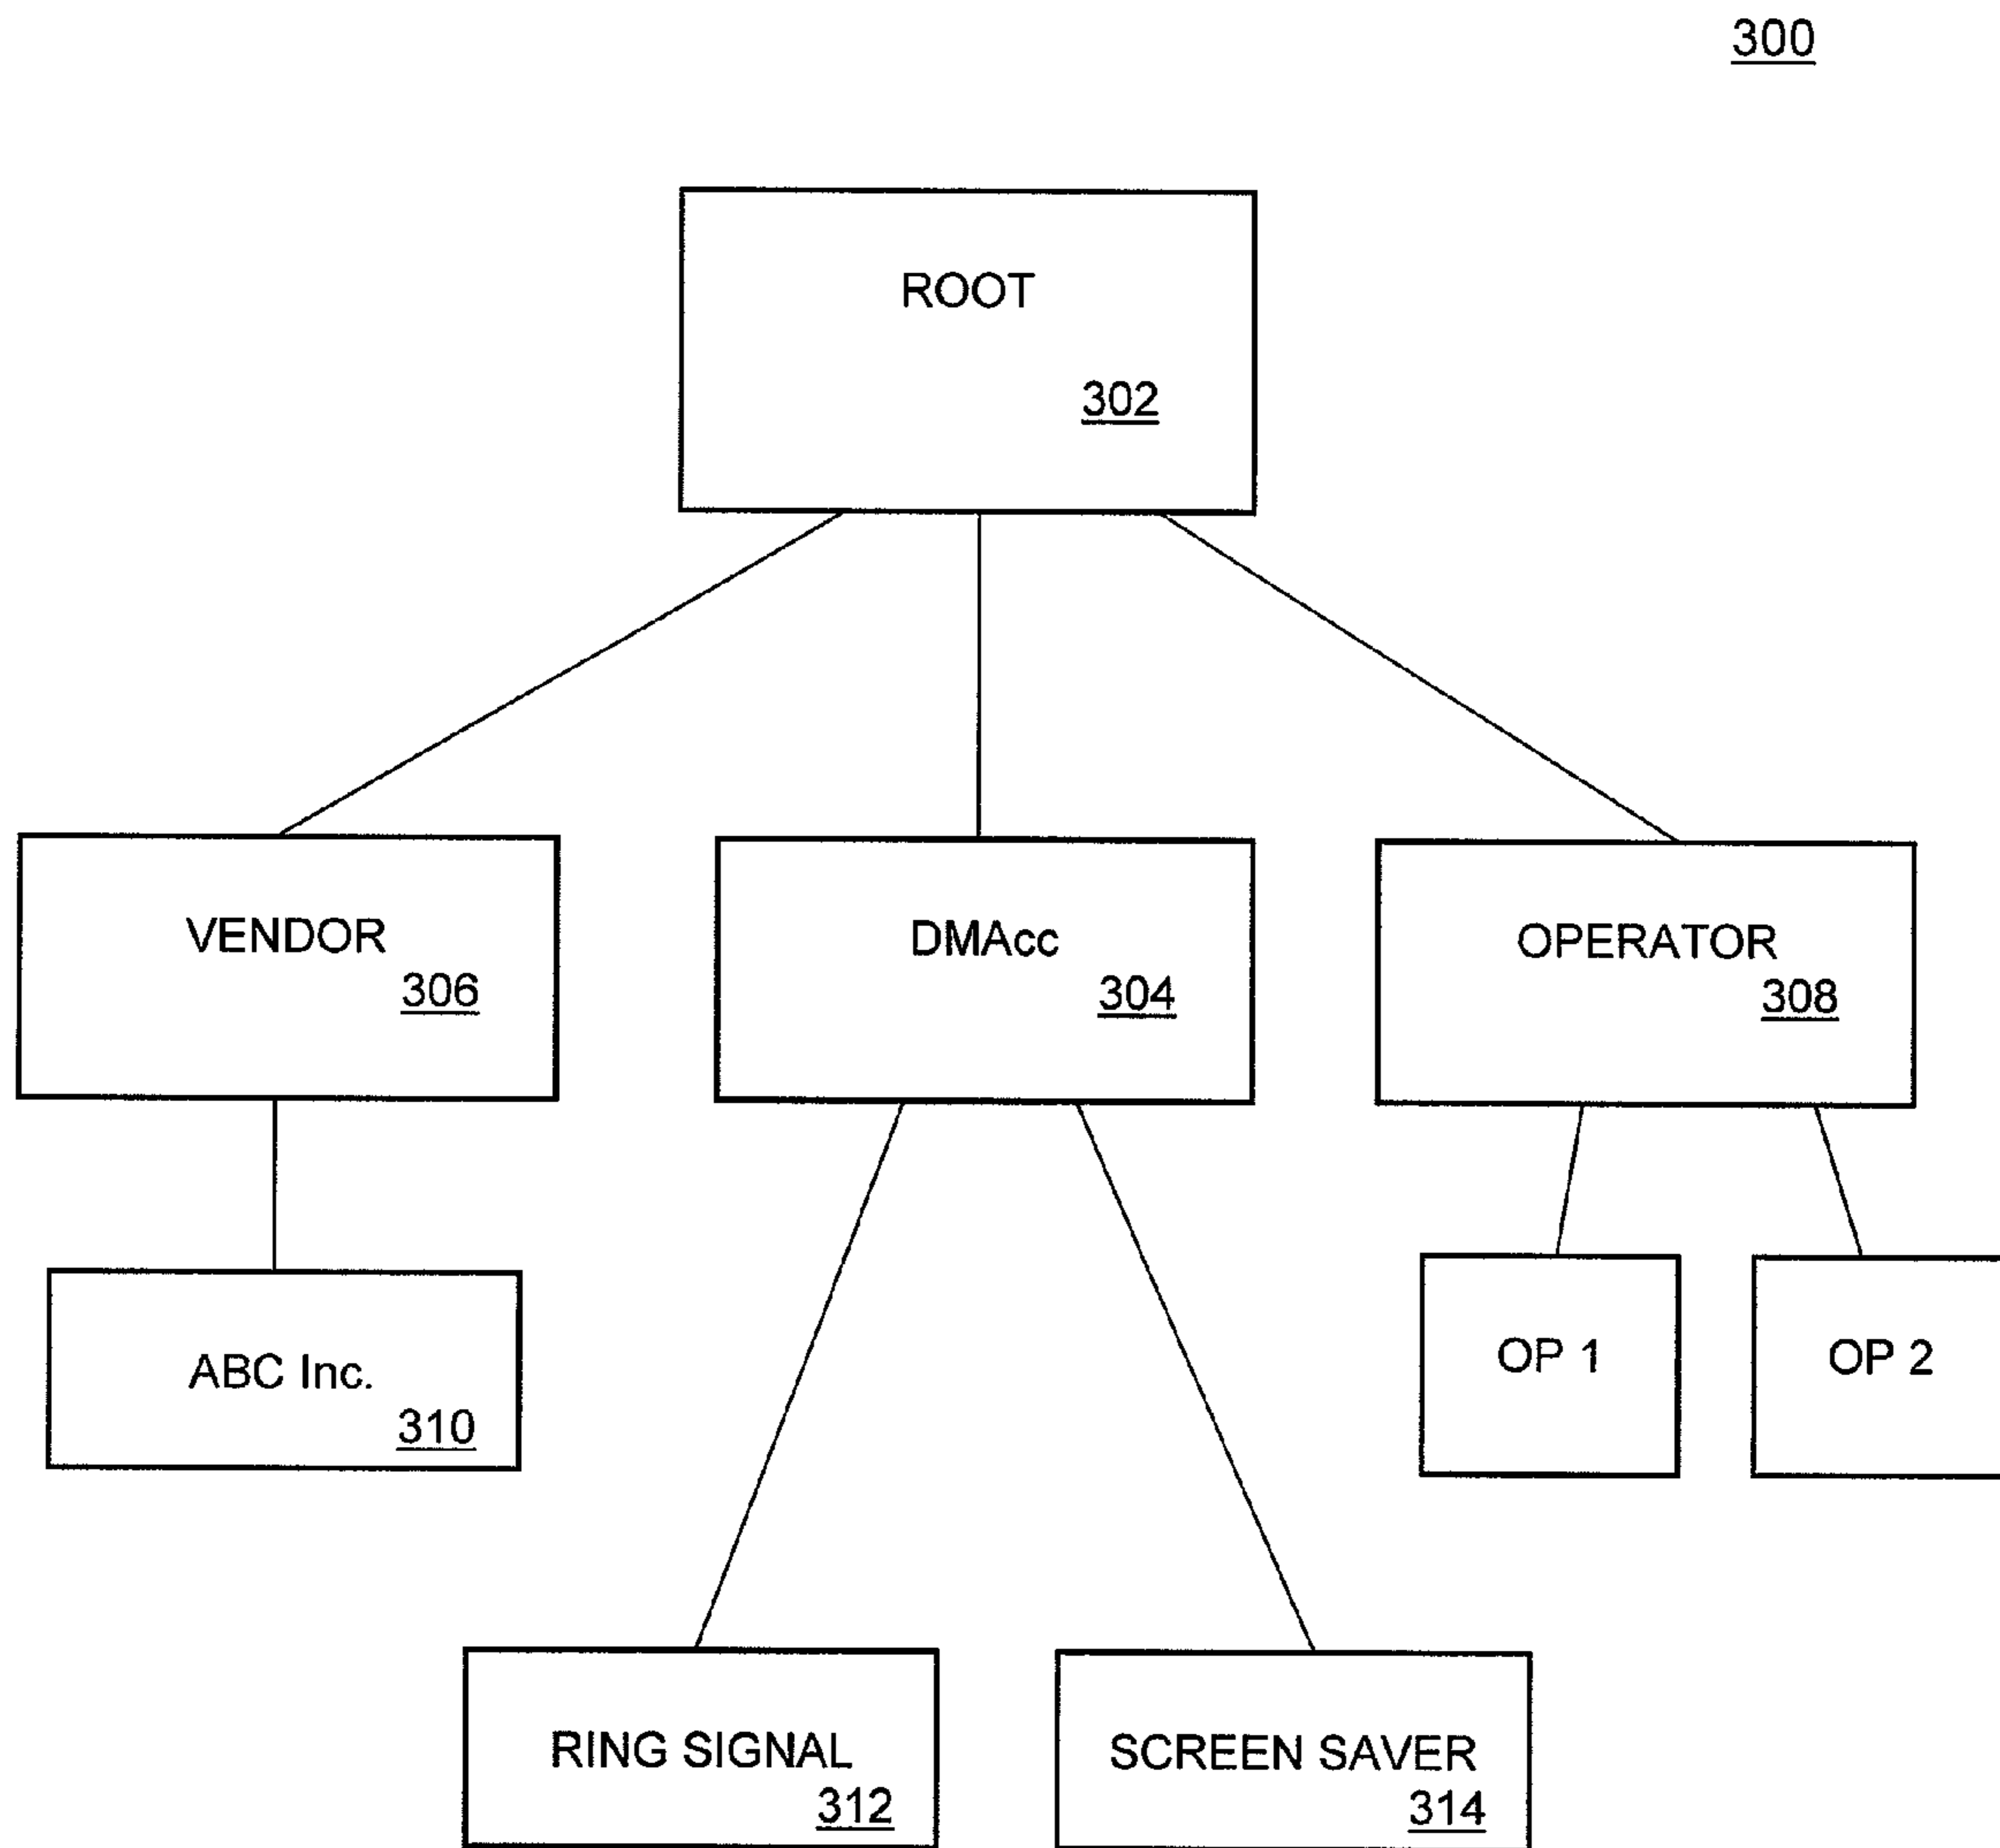 300
ROOT
302
VENDOR
306
DMAcc
304
OPERATOR
308
ABC Inc.
310
OP 1
OP 2
RING SIGNAL
312
SCREEN SAVER
314